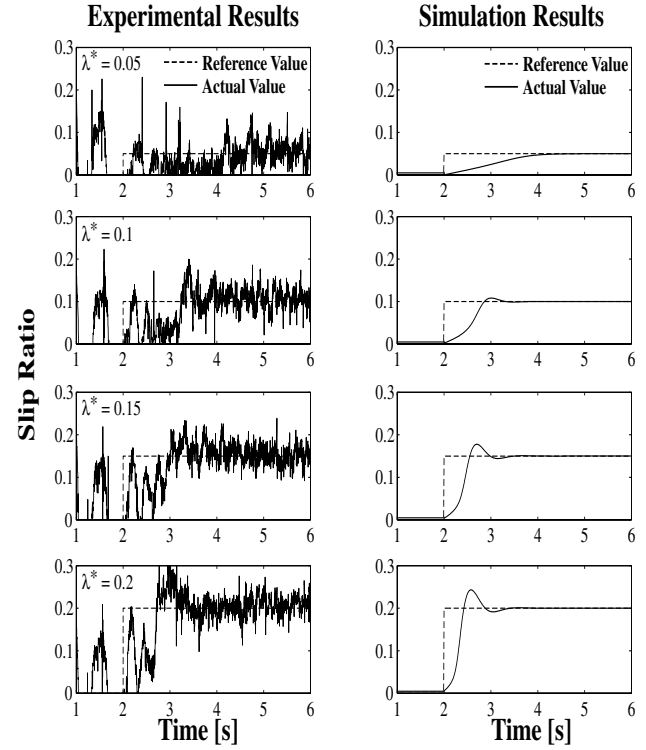 Experimental Results
Simulation Results
0.3
0.2
0.1
0
λ* = 0.05
Reference Value
Actual Value
1 2 3 4 5 6
0.3
0.2
0.1
0
Reference Value
Actual Value
1 2 3 4 5 6
0.3
0.2
0.1
0
λ* = 0.1
1 2 3 4 5 6
0.3
0.2
0.1
0
1 2 3 4 5 6
Slip Ratio
0.3
0.2
0.1
0
λ* = 0.15
1 2 3 4 5 6
0.3
0.2
0.1
0
1 2 3 4 5 6
0.3
0.2
0.1
0
λ* = 0.2
1 2 3 4 5 6
Time [s]
0.3
0.2
0.1
0
1 2 3 4 5 6
Time [s]